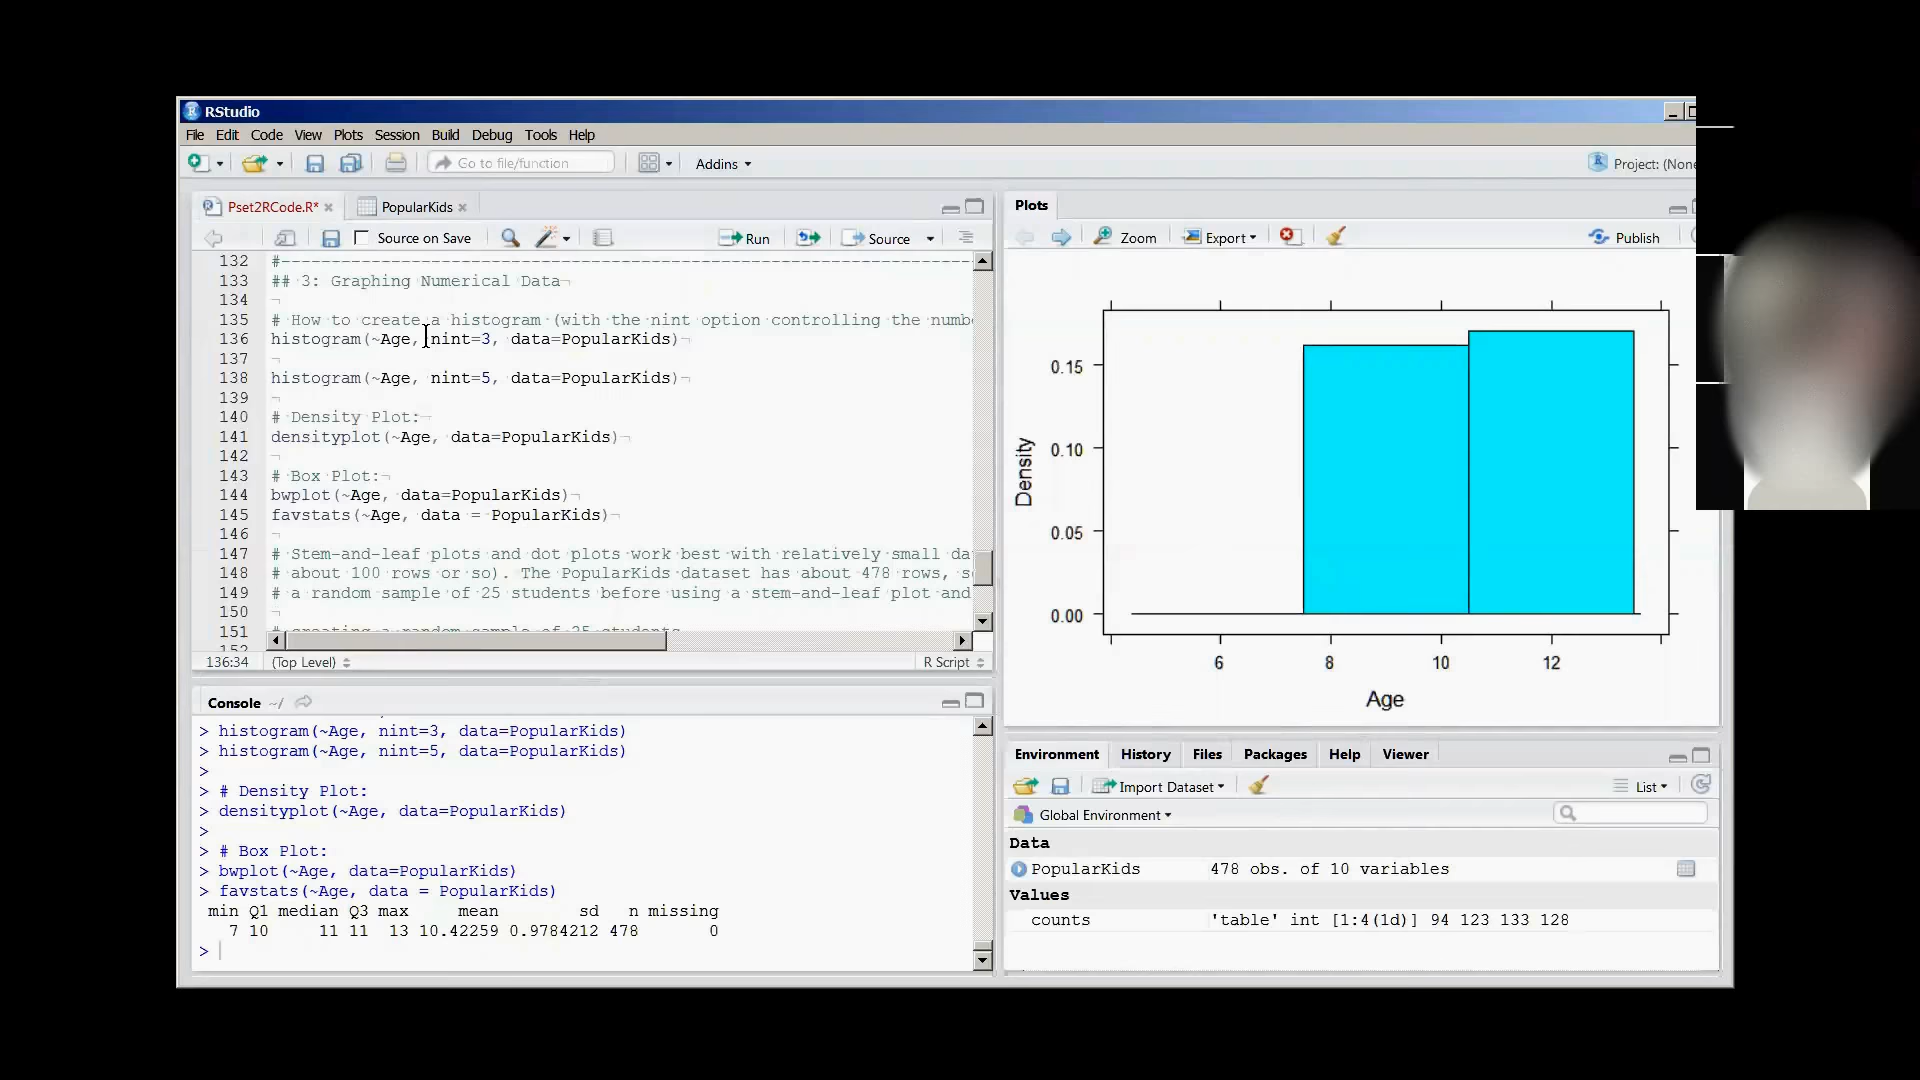 RStudio
File Edit Code View Plots Session Build Debug Tools Help
Go to file/function Addins Project: (None
Pset2RCode.R* PopularKids
Source on Save Run Source
132 #--------------------------------------------------------------------
133 ## 3: Graphing Numerical Data
134
135 # How to create a histogram (with the nint option controlling the numb
136 histogram(~Age, nint=3, data=PopularKids)
137
138 histogram(~Age, nint=5, data=PopularKids)
139
140 # Density Plot:
141 densityplot(~Age, data=PopularKids)
142
143 # Box Plot:
144 bwplot(~Age, data=PopularKids)
145 favstats(~Age, data = PopularKids)
146
147 # Stem-and-leaf plots and dot plots work best with relatively small da
148 # about 100 rows or so). The PopularKids dataset has about 478 rows, s
149 # a random sample of 25 students before using a stem-and-leaf plot and
150
151 # creating a random sample of 25 students
152
136:34 (Top Level) R Script
Console ~/
> histogram(~Age, nint=3, data=PopularKids)
> histogram(~Age, nint=5, data=PopularKids)
>
> # Density Plot:
> densityplot(~Age, data=PopularKids)
>
> # Box Plot:
> bwplot(~Age, data=PopularKids)
> favstats(~Age, data = PopularKids)
min Q1 median Q3 max mean sd n missing
7 10 11 11 13 10.42259 0.9784212 478 0
>
Plots
Zoom Export Publish
Density
0.15
0.10
0.05
0.00
6 8 10 12
Age
Environment History Files Packages Help Viewer
Import Dataset List
Global Environment
Data
PopularKids 478 obs. of 10 variables
Values
counts 'table' int [1:4(1d)] 94 123 133 128